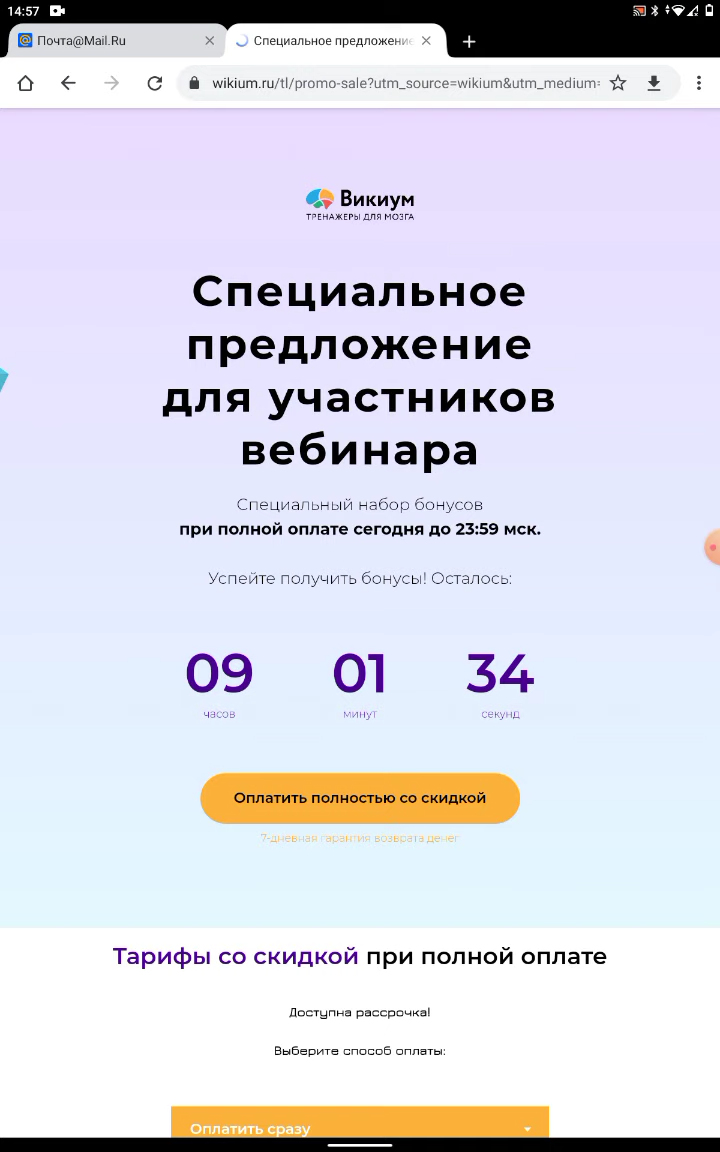 14:57
Почта@Mail.Ru
Специальное предложение
wikium.ru/tl/promo-sale?utm_source=wikium&utm_medium=
Викиум
ТРЕНАЖЕРЫ ДЛЯ МОЗГА
Специальное
предложение
для участников
вебинара
Специальный набор бонусов
при полной оплате сегодня до 23:59 мск.
Успейте получить бонусы! Осталось:
09 01 34
часов минут секунд
Оплатить полностью со скидкой
7-дневная гарантия возврата денег
Тарифы со скидкой при полной оплате
Доступна рассрочка!
Выберите способ оплаты:
Оплатить сразу